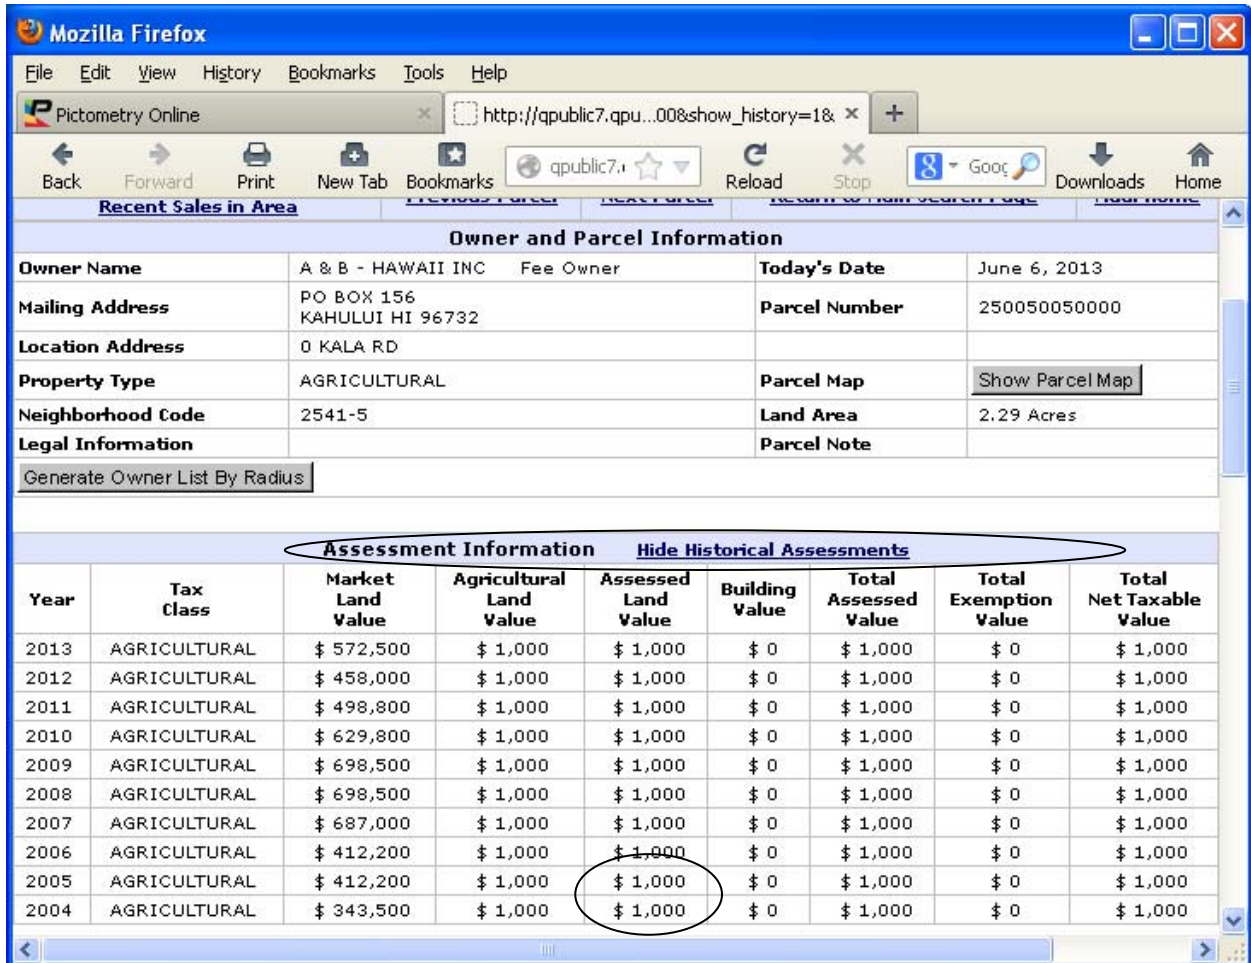 Mozilla Firefox
File Edit View History Bookmarks Tools Help
Pictometry Online × http://qpublic7.qpu...00&show_history=1& × +
Back Forward Print New Tab Bookmarks qpublic7. Reload Stop 8 Goog Downloads Home
Recent Sales in Area Previous Parcel Next Parcel Return to Main Search Page
Owner and Parcel Information
Owner Name A & B - HAWAII INC Fee Owner Today's Date June 6, 2013
Mailing Address PO BOX 156 Parcel Number 250050050000
KAHULUI HI 96732
Location Address 0 KALA RD
Property Type AGRICULTURAL Parcel Map Show Parcel Map
Neighborhood Code 2541-5 Land Area 2.29 Acres
Legal Information Parcel Note
Generate Owner List By Radius
Assessment Information Hide Historical Assessments
Year Tax Class Market Land Value Agricultural Land Value Assessed Land Value Building Value Total Assessed Value Total Exemption Value Total Net Taxable Value
2013 AGRICULTURAL $ 572,500 $ 1,000 $ 1,000 $ 0 $ 1,000 $ 0 $ 1,000
2012 AGRICULTURAL $ 458,000 $ 1,000 $ 1,000 $ 0 $ 1,000 $ 0 $ 1,000
2011 AGRICULTURAL $ 498,800 $ 1,000 $ 1,000 $ 0 $ 1,000 $ 0 $ 1,000
2010 AGRICULTURAL $ 629,800 $ 1,000 $ 1,000 $ 0 $ 1,000 $ 0 $ 1,000
2009 AGRICULTURAL $ 698,500 $ 1,000 $ 1,000 $ 0 $ 1,000 $ 0 $ 1,000
2008 AGRICULTURAL $ 698,500 $ 1,000 $ 1,000 $ 0 $ 1,000 $ 0 $ 1,000
2007 AGRICULTURAL $ 687,000 $ 1,000 $ 1,000 $ 0 $ 1,000 $ 0 $ 1,000
2006 AGRICULTURAL $ 412,200 $ 1,000 $ 1,000 $ 0 $ 1,000 $ 0 $ 1,000
2005 AGRICULTURAL $ 412,200 $ 1,000 $ 1,000 $ 0 $ 1,000 $ 0 $ 1,000
2004 AGRICULTURAL $ 343,500 $ 1,000 $ 1,000 $ 0 $ 1,000 $ 0 $ 1,000